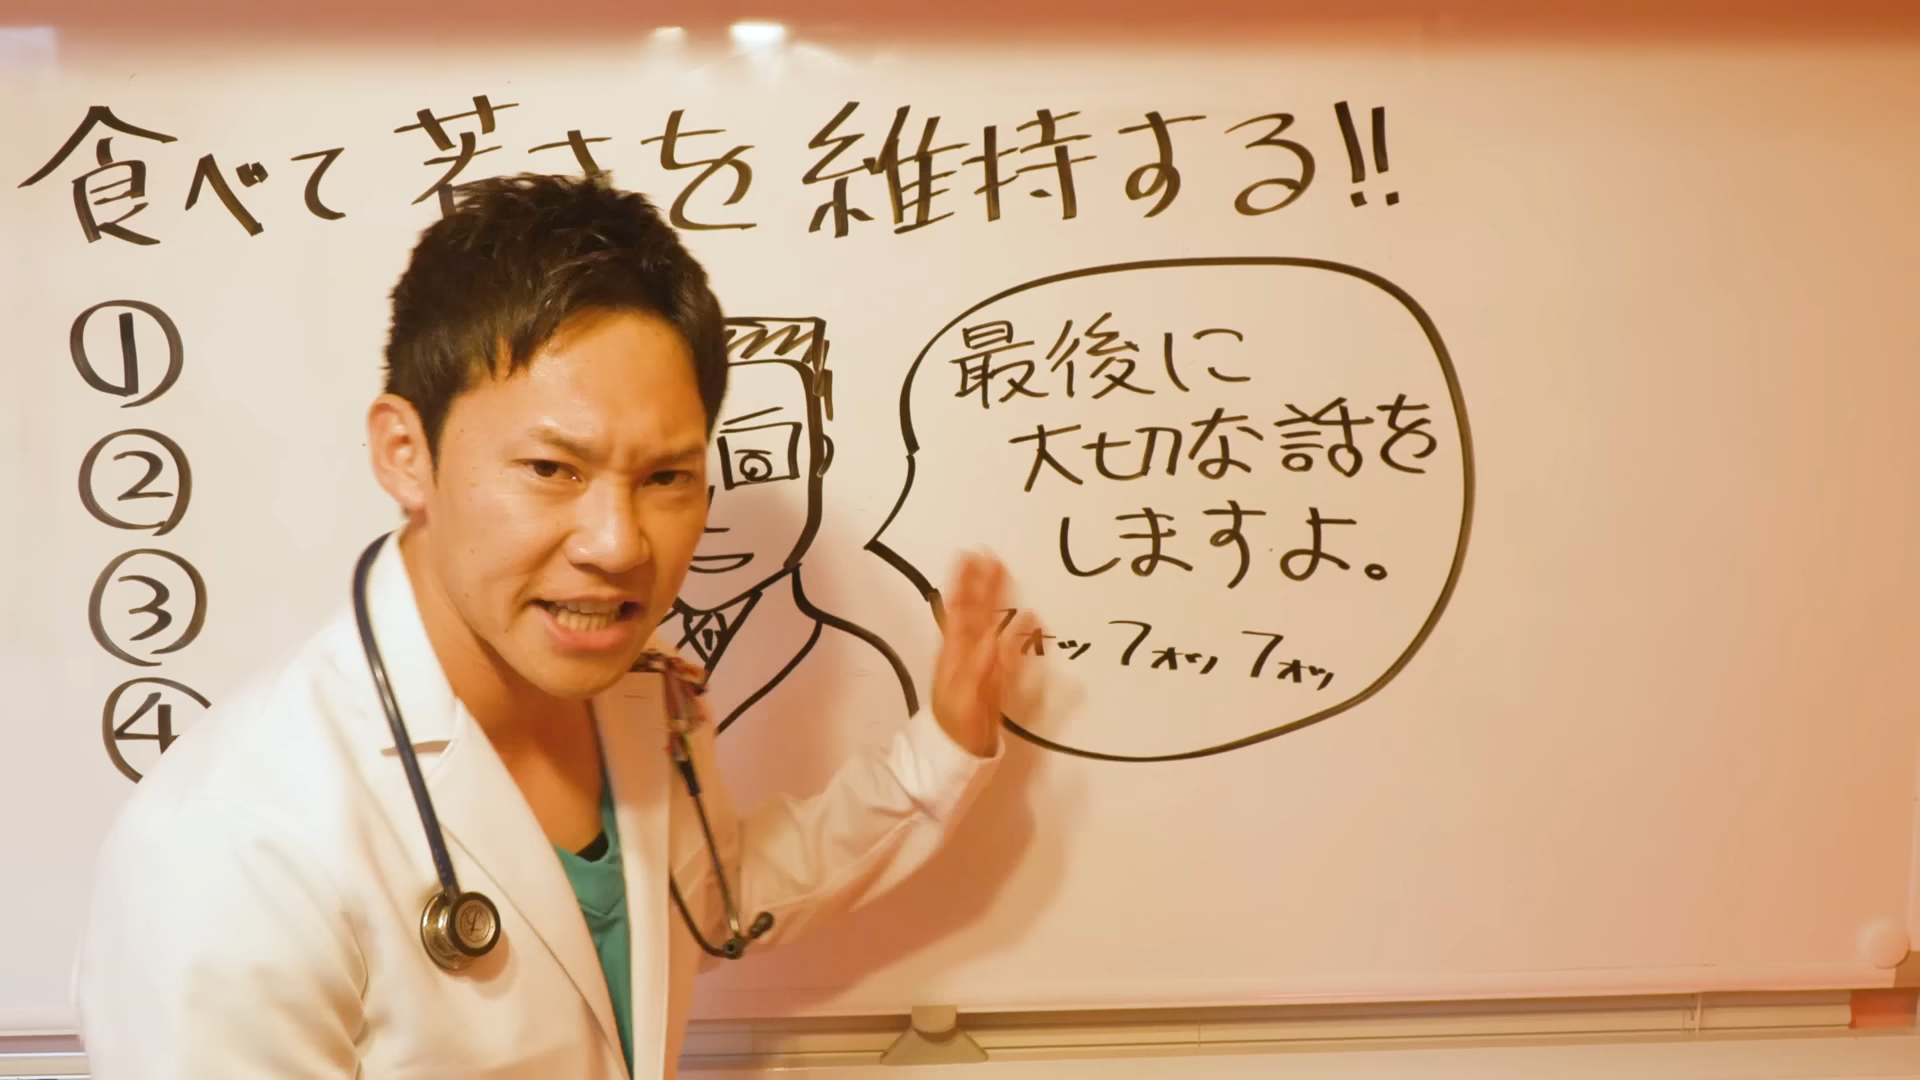 食べて若さを維持する!!
①
②
③
④
最後に
大切な話を
しますよ。
フォッフォッフォッ